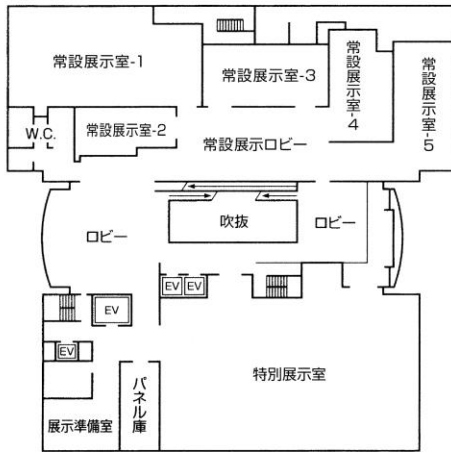 常設展示室-1
常設展示室-3
常設展示室-4
常設展示室-5
W.C.
常設展示室-2
常設展示ロビー
ロビー
吹抜
ロビー
EV
EV
EV
EV
特別展示室
パネル庫
展示準備室